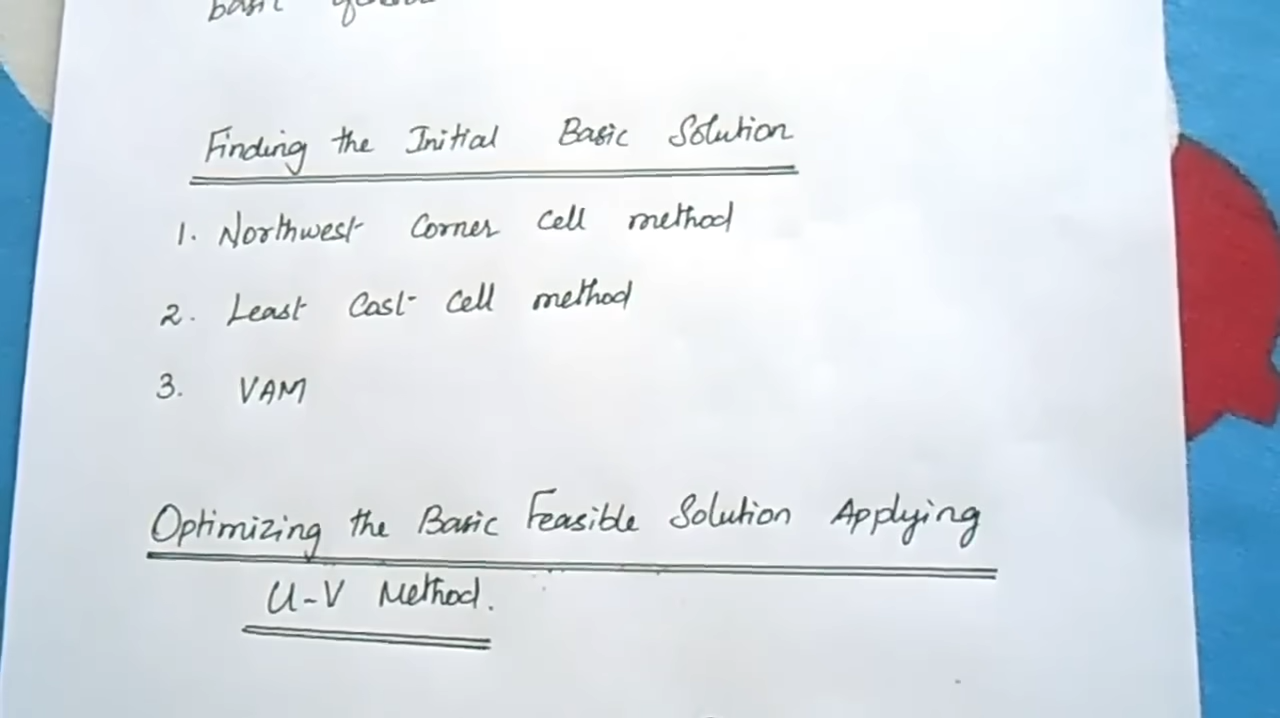 basic
Finding the Initial Basic Solution
1. Northwest Corner Cell method
2. Least Cost Cell method
3. VAM
Optimizing the Basic Feasible Solution Applying
U-V Method.